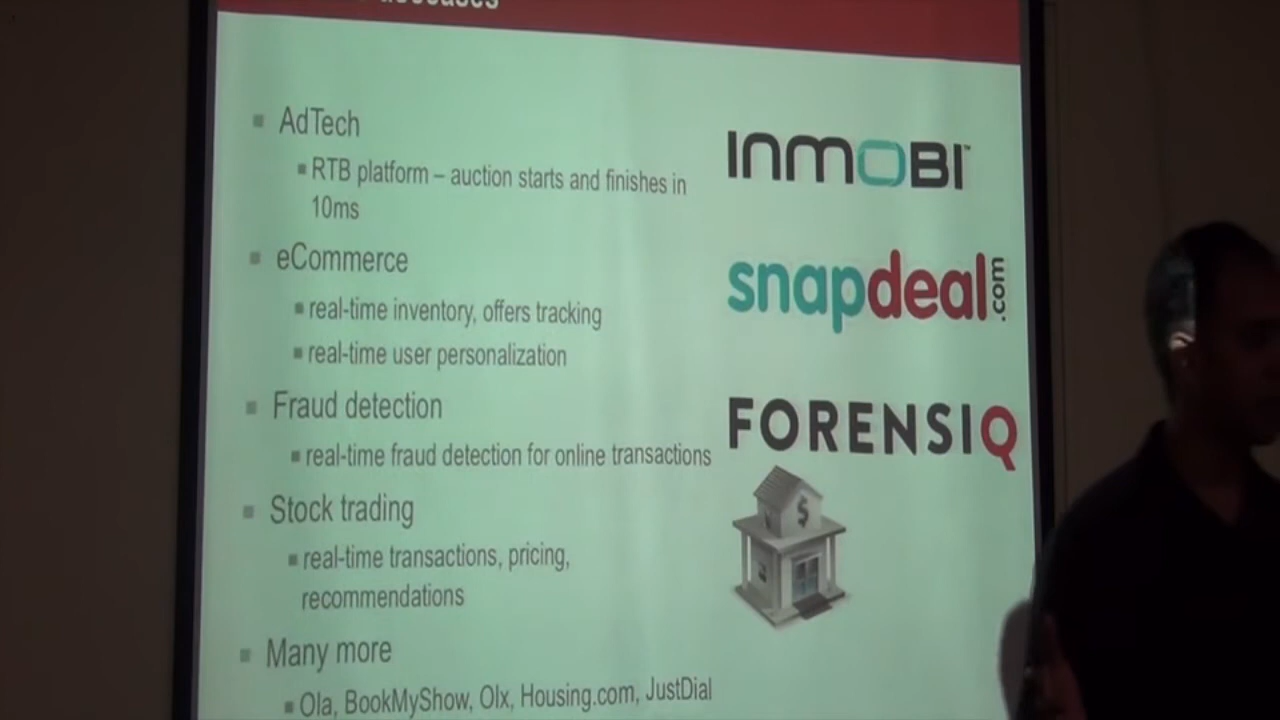 AdTech
RTB platform – auction starts and finishes in
10ms
eCommerce
real-time inventory, offers tracking
real-time user personalization
Fraud detection
real-time fraud detection for online transactions
Stock trading
real-time transactions, pricing,
recommendations
Many more
Ola, BookMyShow, Olx, Housing.com, JustDial
INMOBI™
snapdeal.com
FORENSIQ
$